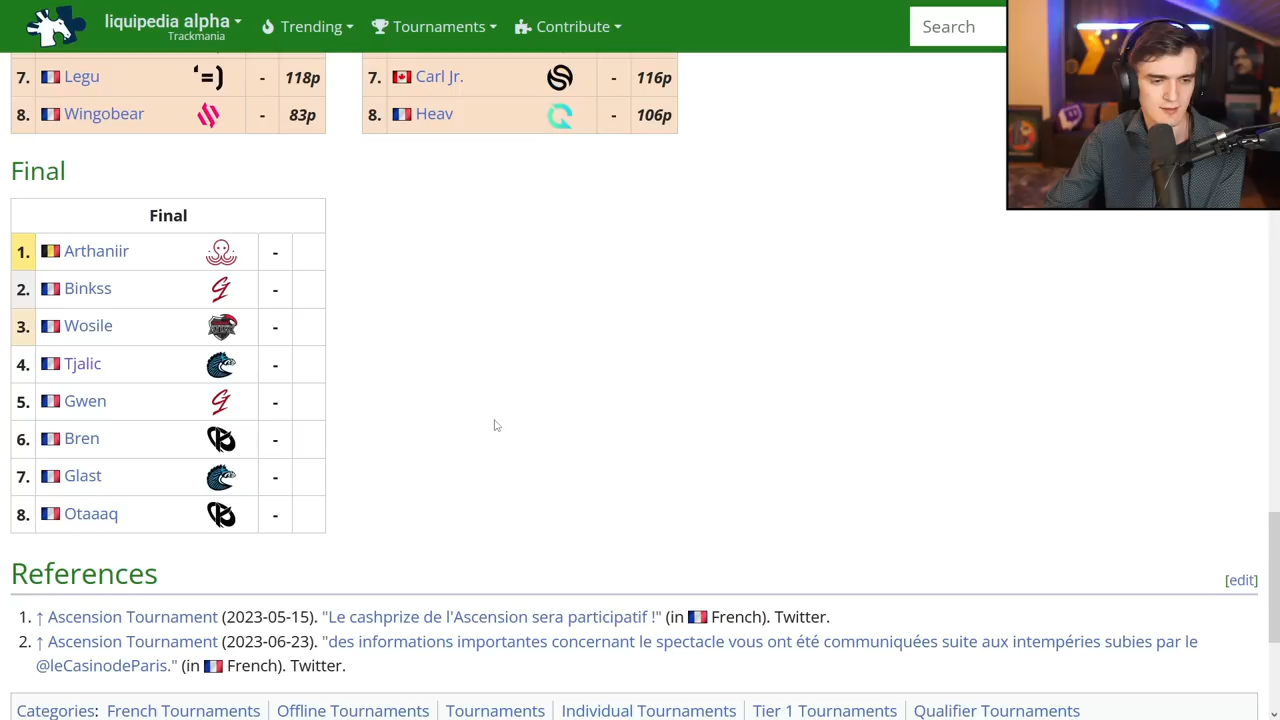 liquipedia alpha
Trackmania
Trending
Tournaments
Contribute
Search
7. Legu '=) - 118p
8. Wingobear - 83p
7. Carl Jr. - 116p
8. Heav - 106p
Final
Final
1. Arthaniir -
2. Binkss -
3. Wosile -
4. Tjalic -
5. Gwen -
6. Bren -
7. Glast -
8. Otaaaq -
References
[edit]
1. ↑ Ascension Tournament (2023-05-15). "Le cashprize de l'Ascension sera participatif !" (in French). Twitter.
2. ↑ Ascension Tournament (2023-06-23). "des informations importantes concernant le spectacle vous ont été communiquées suite aux intempéries subies par le
@leCasinodeParis." (in French). Twitter.
Categories: French Tournaments | Offline Tournaments | Tournaments | Individual Tournaments | Tier 1 Tournaments | Qualifier Tournaments